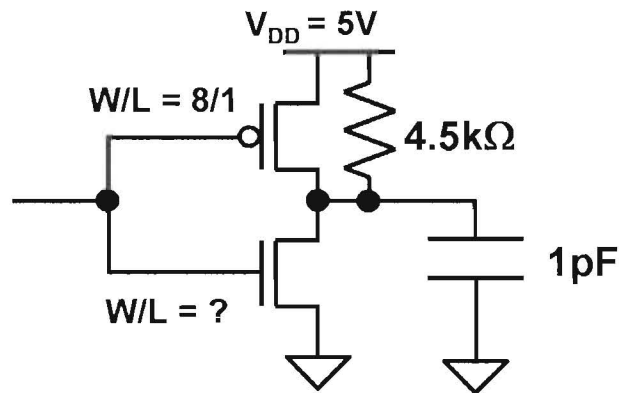 V_DD = 5V
W/L = 8/1
4.5kΩ
1pF
W/L = ?